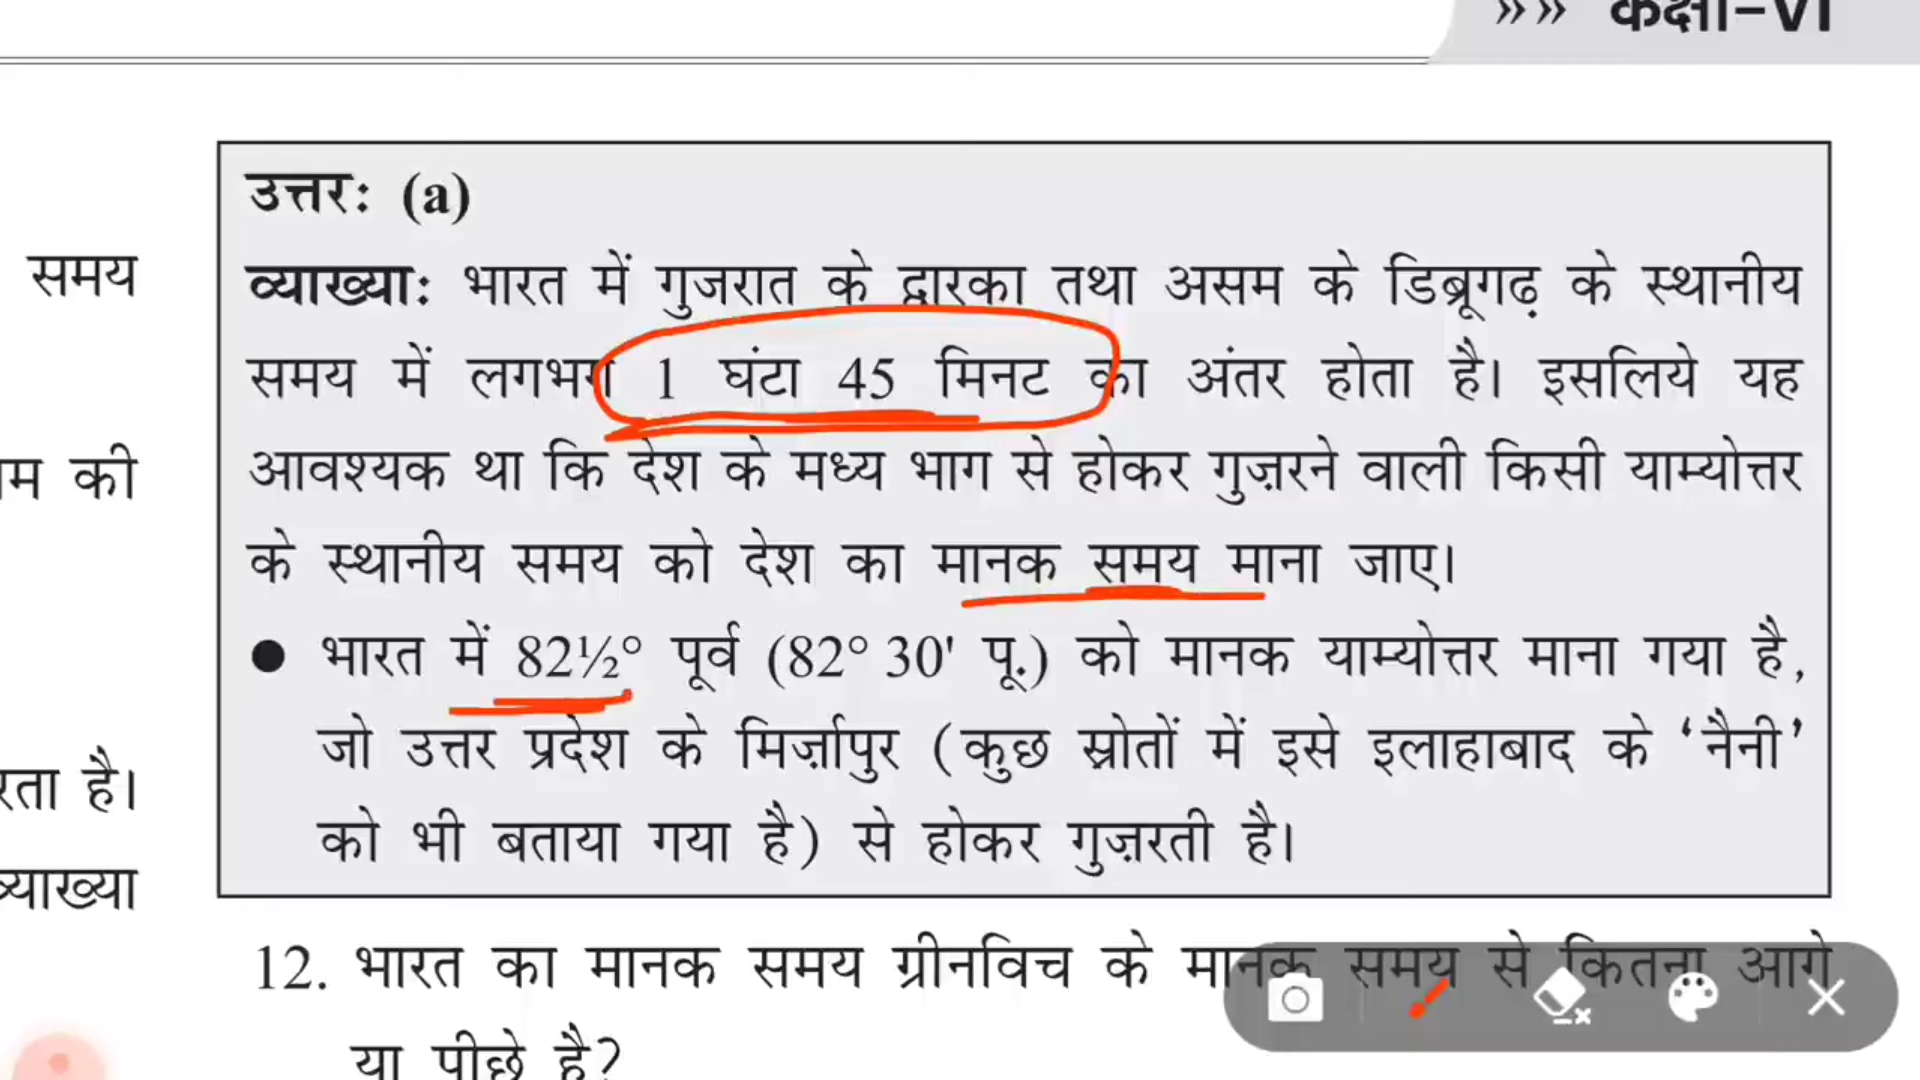 »» कक्षा-VI
उत्तरः (a)
व्याख्याः भारत में गुजरात के द्वारका तथा असम के डिब्रूगढ़ के स्थानीय
समय
समय में लगभग 1 घंटा 45 मिनट का अंतर होता है। इसलिये यह
आवश्यक था कि देश के मध्य भाग से होकर गुज़रने वाली किसी याम्योत्तर
की
के स्थानीय समय को देश का मानक समय माना जाए।
● भारत में 82½° पूर्व (82° 30' पू.) को मानक याम्योत्तर माना गया है,
जो उत्तर प्रदेश के मिर्ज़ापुर (कुछ स्रोतों में इसे इलाहाबाद के ‘नैनी’
है।
को भी बताया गया है) से होकर गुज़रती है।
व्याख्या
12. भारत का मानक समय ग्रीनविच के मानक समय से कितना आगे
या पीछे है?